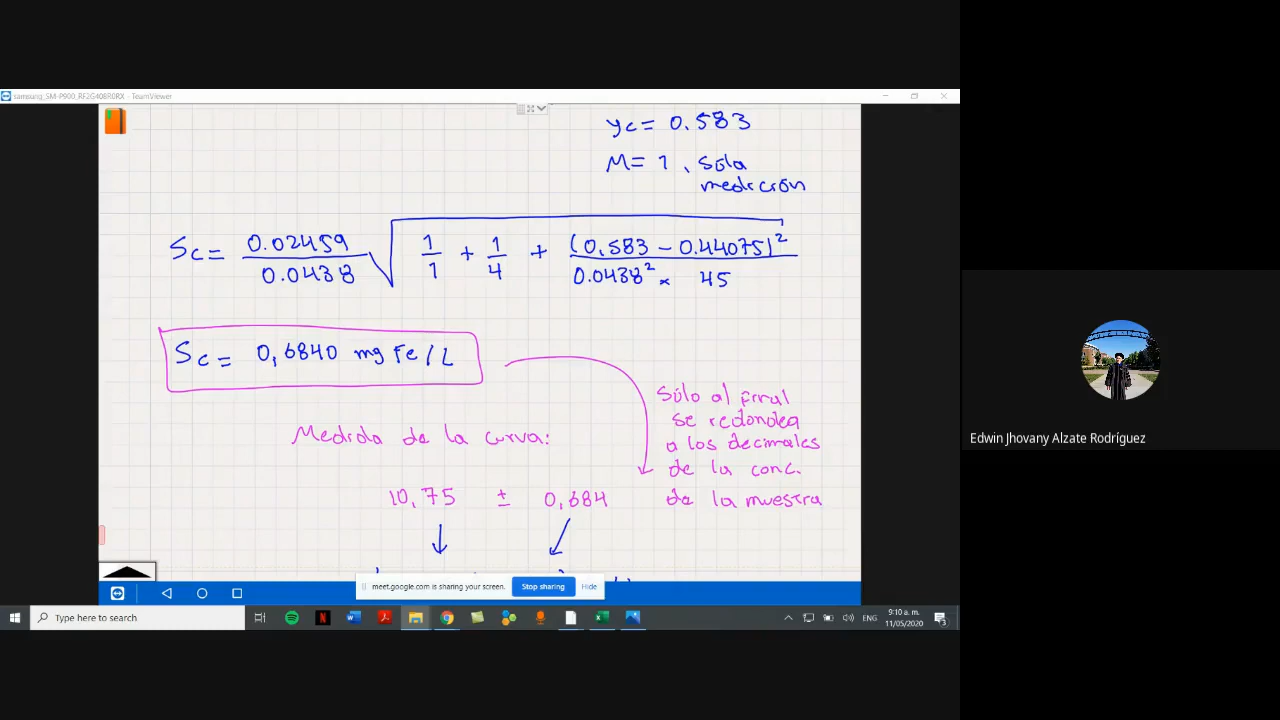 samsung_SM-P900_RF2G408R0RX - TeamViewer
yc = 0.583
M = 1, sola
medición
Sc = 0.02459 / 0.0438 √ 1/1 + 1/4 + (0,583 - 0.44075)² / 0.0438² × 45
Sc = 0,6840 mg Fe/L
Sólo al final
se redondea
a los decimales
de la conc.
de la muestra
Medida de la curva:
10,75 ± 0,684
meet.google.com is sharing your screen.
Stop sharing
Hide
Type here to search
ENG
9:10 a. m.
11/05/2020
Edwin Jhovany Alzate Rodríguez